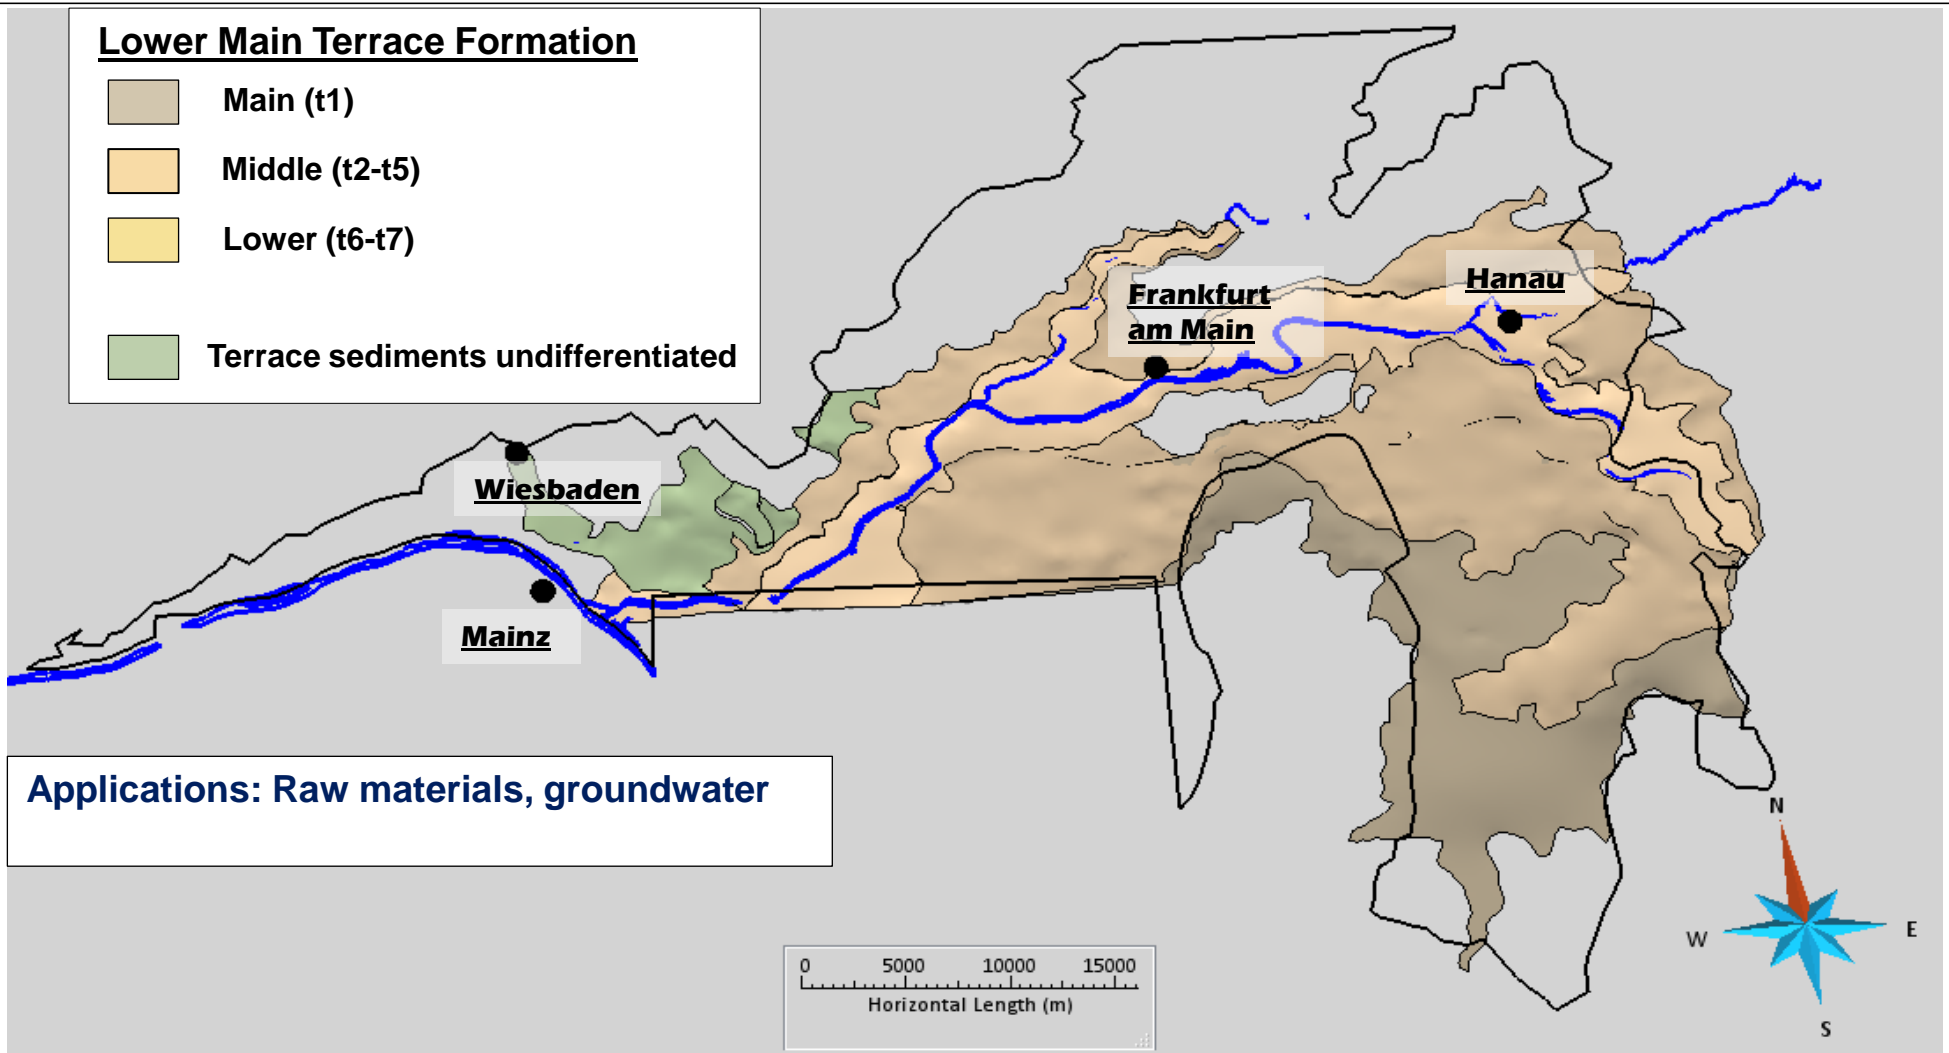 Lower Main Terrace Formation
Main (t1)
Middle (t2-t5)
Lower (t6-t7)
Terrace sediments undifferentiated
Hanau
Frankfurt
am Main
Wiesbaden
Mainz
Applications: Raw materials, groundwater
N
W
E
S
0 5000 10000 15000
Horizontal Length (m)